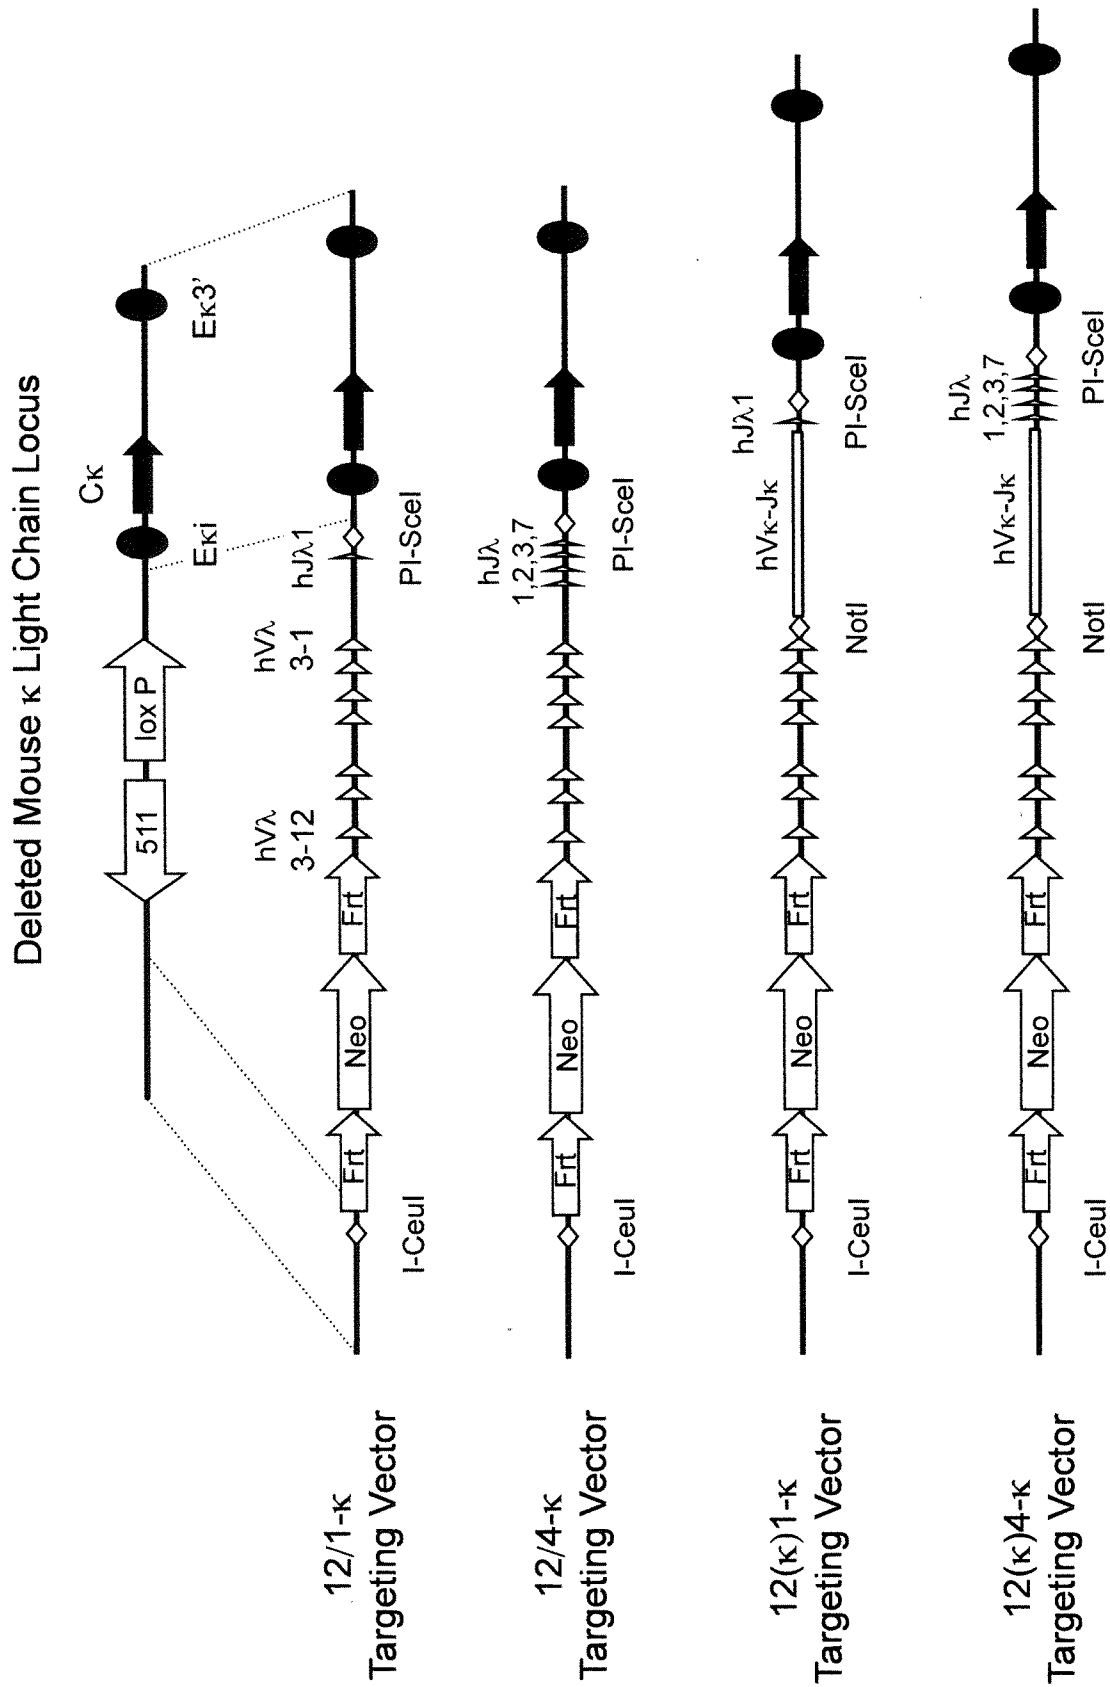 Deleted Mouse κ Light Chain Locus
511
lox P
Cκ
Eκi
Eκ3'
12/1-κ
Targeting Vector
I-CeuI
Frt
Neo
Frt
hVλ
3-12
hVλ
3-1
hJλ1
PI-SceI
12/4-κ
Targeting Vector
I-CeuI
Frt
Neo
Frt
hJλ
1,2,3,7
PI-SceI
12(κ)1-κ
Targeting Vector
I-CeuI
Frt
Neo
Frt
NotI
hVκ-Jκ
hJλ1
PI-SceI
12(κ)4-κ
Targeting Vector
I-CeuI
Frt
Neo
Frt
NotI
hVκ-Jκ
hJλ
1,2,3,7
PI-SceI